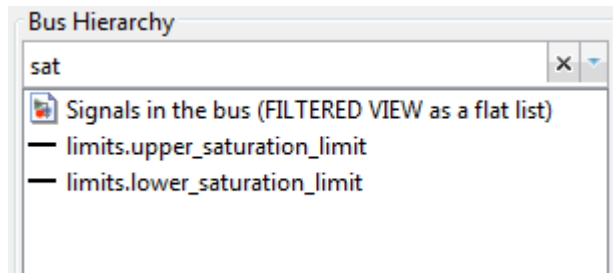 Bus Hierarchy
sat
Signals in the bus (FILTERED VIEW as a flat list)
limits.upper_saturation_limit
limits.lower_saturation_limit